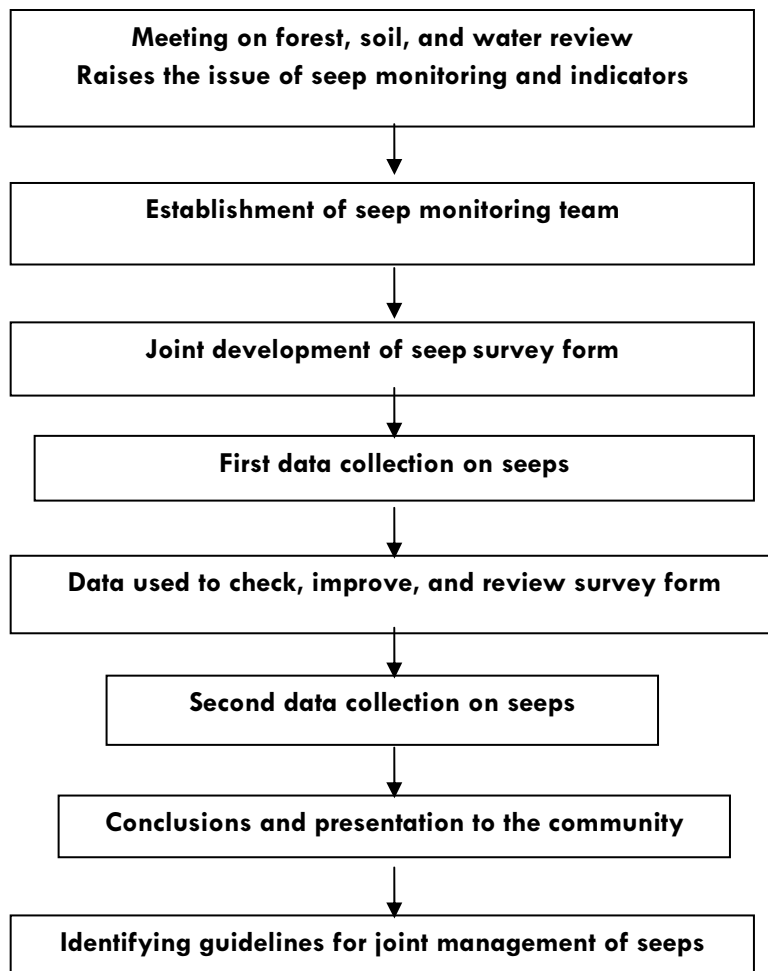 Meeting on forest, soil, and water review
Raises the issue of seep monitoring and indicators
Establishment of seep monitoring team
Joint development of seep survey form
First data collection on seeps
Data used to check, improve, and review survey form
Second data collection on seeps
Conclusions and presentation to the community
Identifying guidelines for joint management of seeps